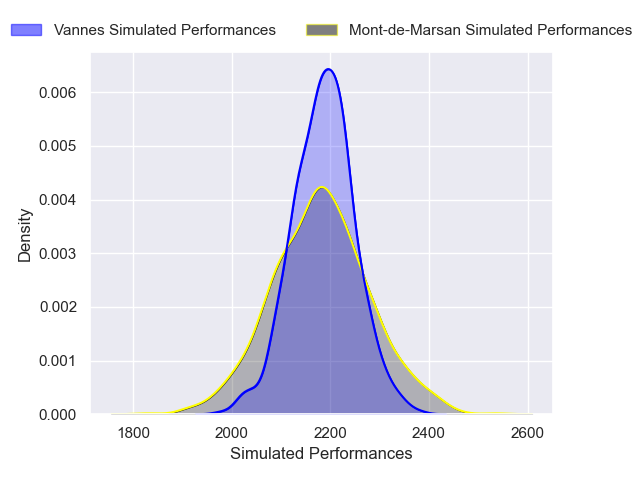 Vannes Simulated Performances Mont-de-Marsan Simulated Performances
0.006
0.005
0.004
0.003
0.002
0.001
0.000
Density
1800 2000 2200 2400 2600
Simulated Performances